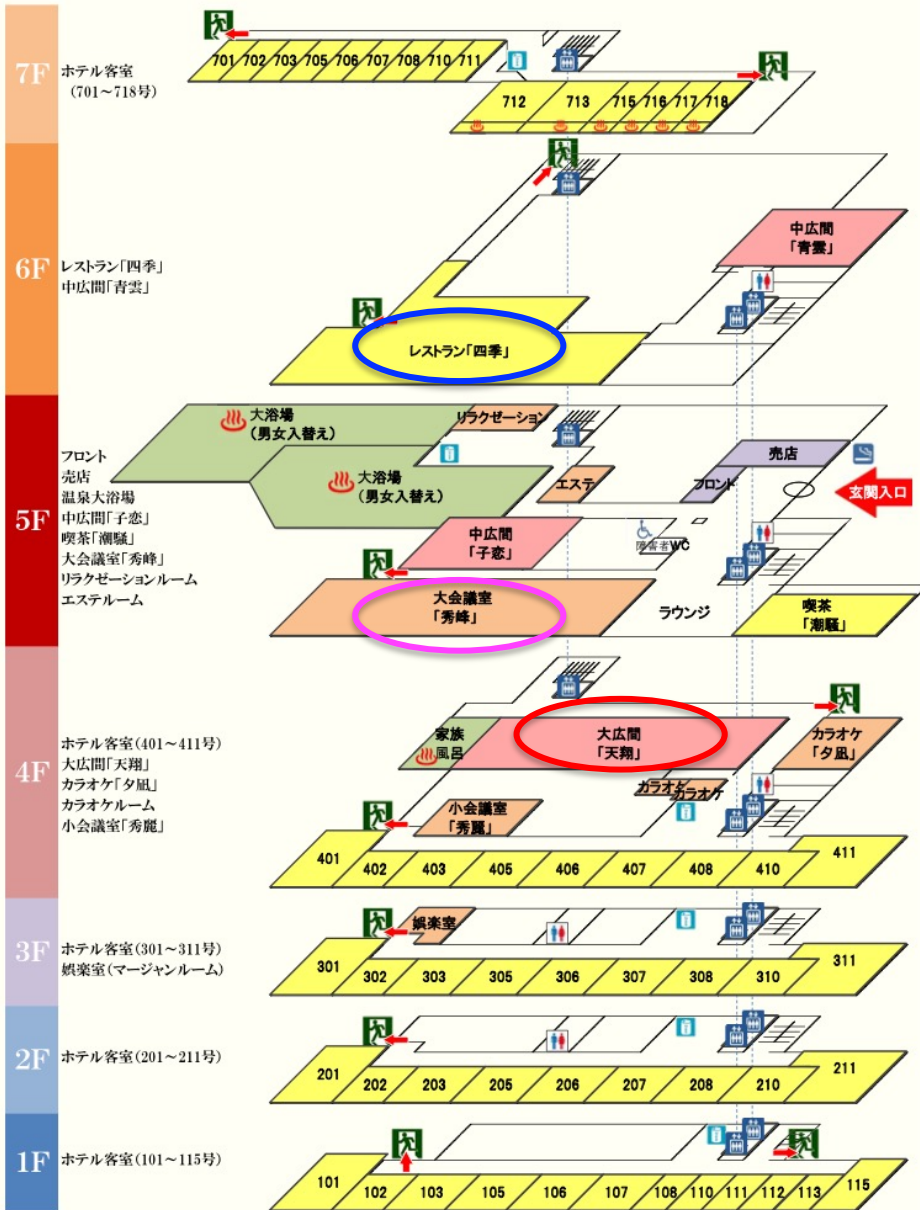 7F
ホテル客室
(701～718号)
701 702 703 705 706 707 708 710 711
712 713 715 716 717 718
6F
レストラン「四季」
中広間「青雲」
中広間
「青雲」
レストラン「四季」
5F
フロント
売店
温泉大浴場
中広間「子恋」
喫茶「潮騒」
大会議室「秀峰」
リラクゼーションルーム
エステルーム
大浴場
(男女入替え)
リラクゼーション
大浴場
(男女入替え)
エステ
フロント
売店
玄関入口
中広間
「子恋」
障害者WC
大会議室
「秀峰」
ラウンジ
喫茶
「潮騒」
4F
ホテル客室(401～411号)
大広間「天翔」
カラオケ「夕凪」
カラオケルーム
小会議室「秀麗」
家族
風呂
大広間
「天翔」
カラオケ
「夕凪」
カラオケ
カラオケ
小会議室
「秀麗」
401 402 403 405 406 407 408 410 411
3F
ホテル客室(301～311号)
娯楽室(マージャンルーム)
娯楽室
301 302 303 305 306 307 308 310 311
2F
ホテル客室(201～211号)
201 202 203 205 206 207 208 210 211
1F
ホテル客室(101～115号)
101 102 103 105 106 107 108 110 111 112 113 115